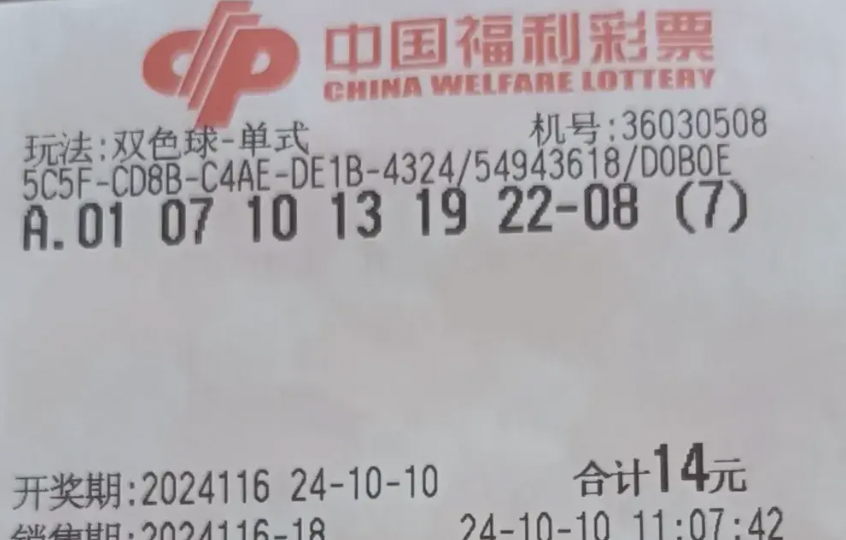 中国福利彩票
CHINA WELFARE LOTTERY
玩法:双色球-单式 机号:36030508
5C5F-CD8B-C4AE-DE1B-4324/54943618/D0B0E
A.01 07 10 13 19 22-08 (7)
开奖期:2024116 24-10-10 合计14元
销售期:2024116-18 24-10-10 11:07:42